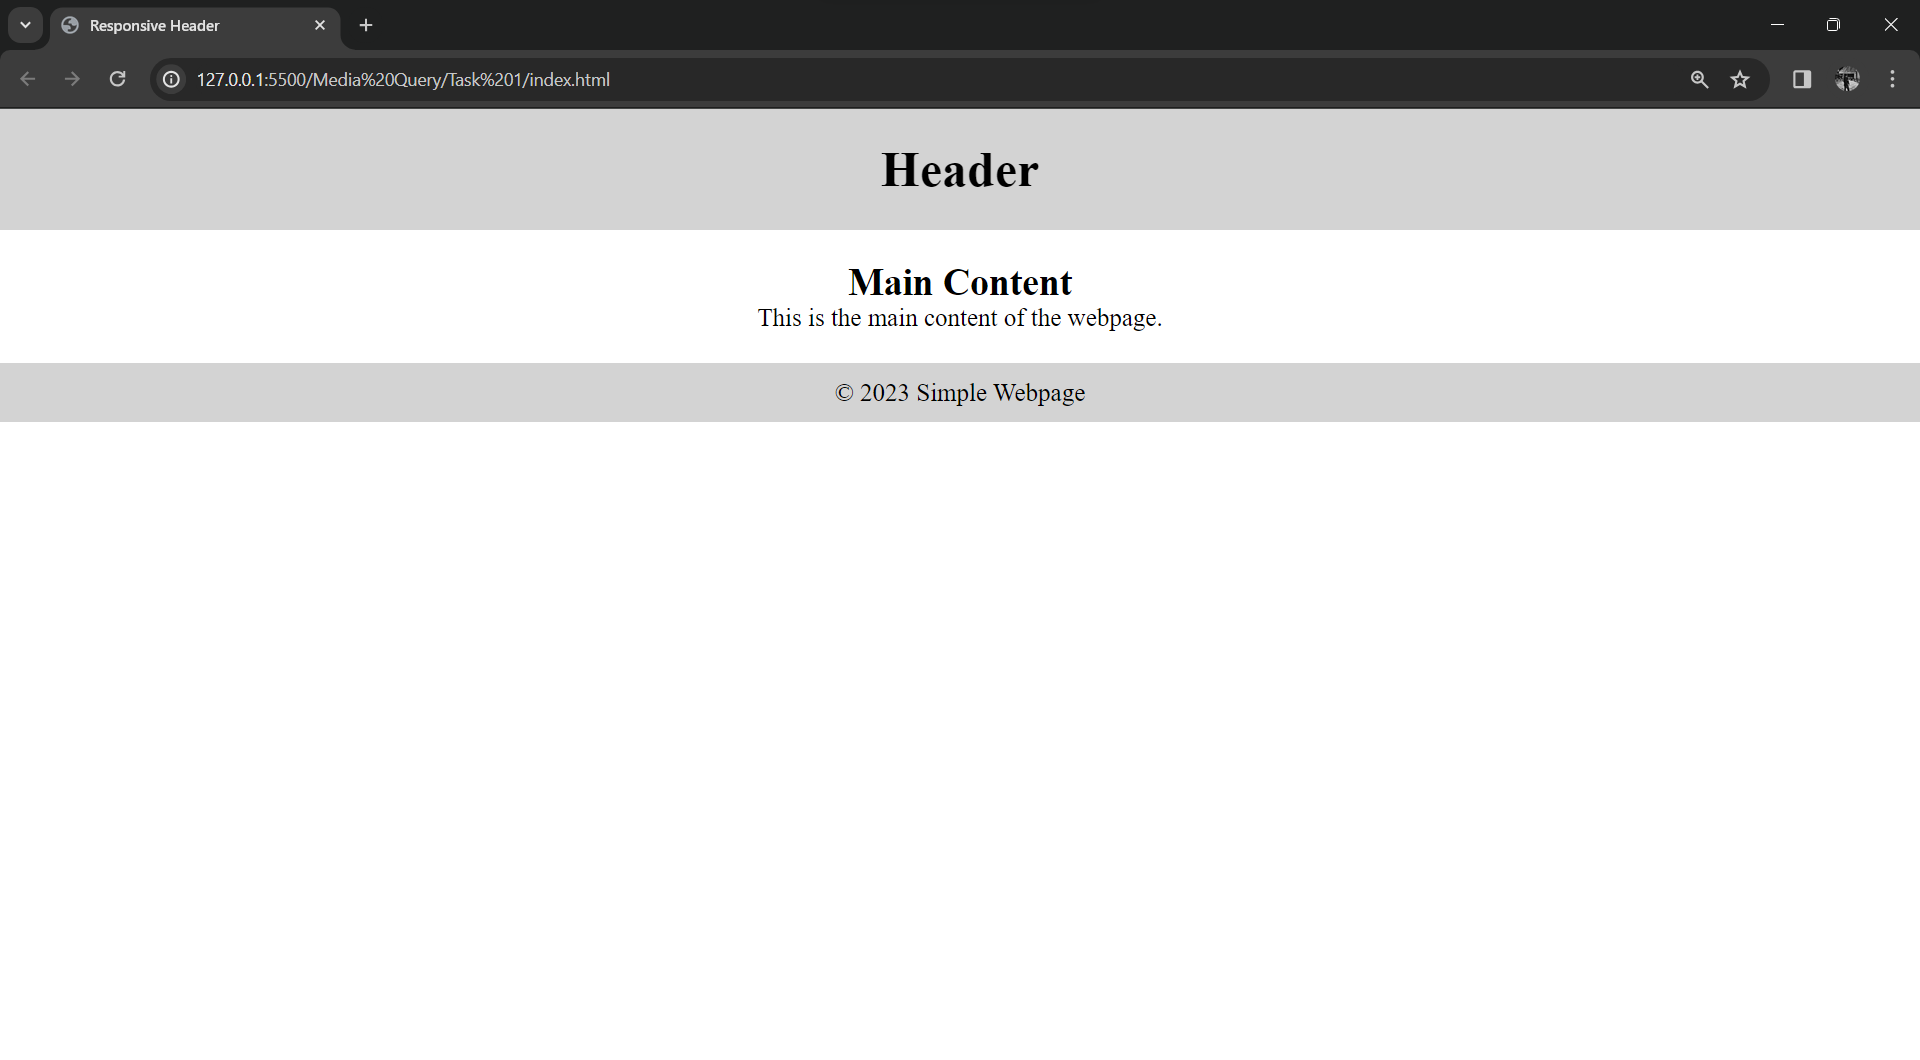 Responsive Header
127.0.0.1:5500/Media%20Query/Task%201/index.html
Header
Main Content
This is the main content of the webpage.
© 2023 Simple Webpage